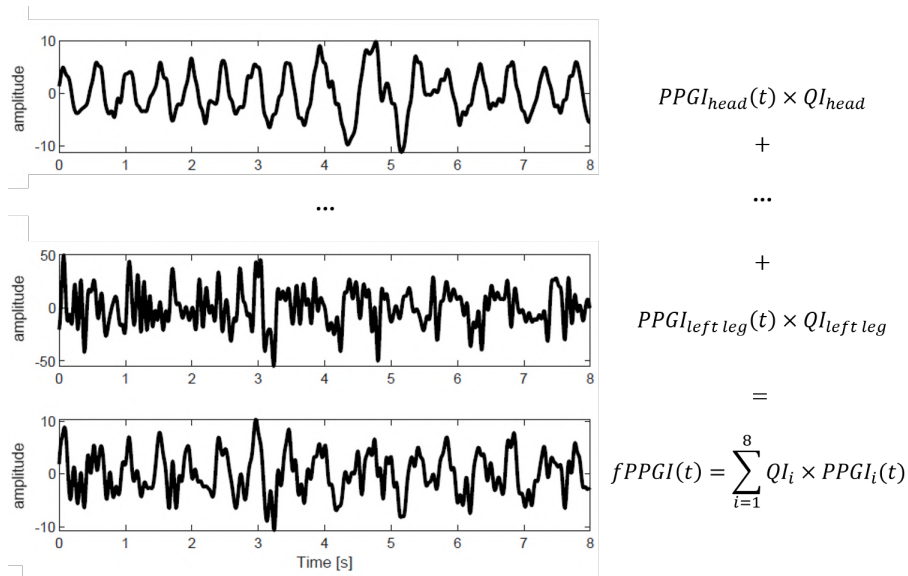 10
0
-10
amplitude
0 1 2 3 4 5 6 7 8
PPGI_head(t) × QI_head
+
...
...
+
50
0
-50
amplitude
0 1 2 3 4 5 6 7 8
PPGI_left leg(t) × QI_left leg
=
10
0
-10
amplitude
0 1 2 3 4 5 6 7 8
Time [s]
fPPGI(t) = ∑_{i=1}^{8} QI_i × PPGI_i(t)